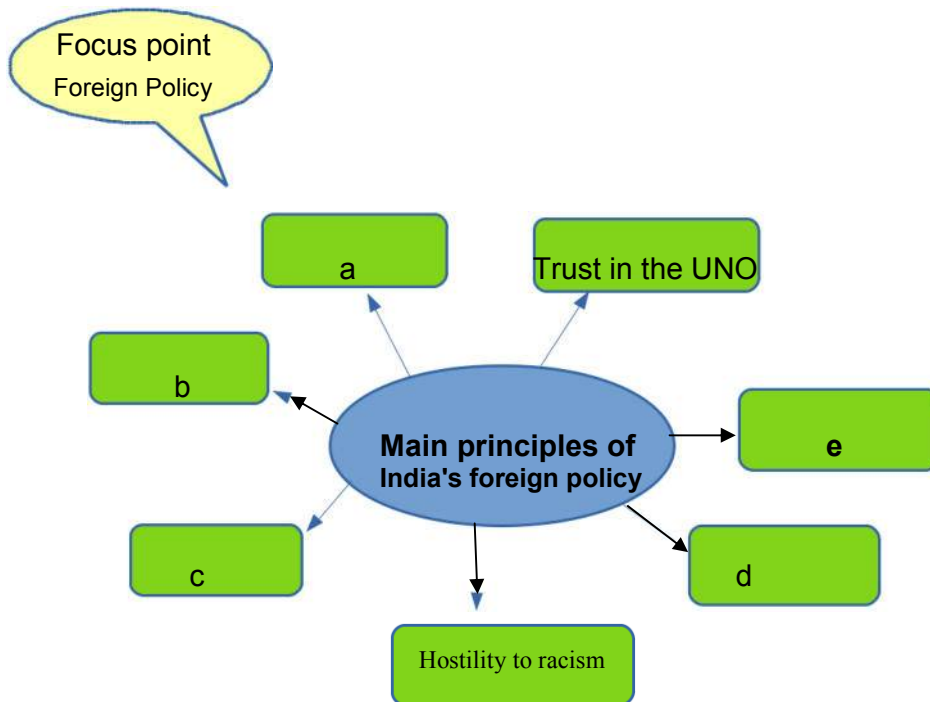 Focus point
Foreign Policy
a
Trust in the UNO
b
Main principles of
India's foreign policy
e
c
d
Hostility to racism